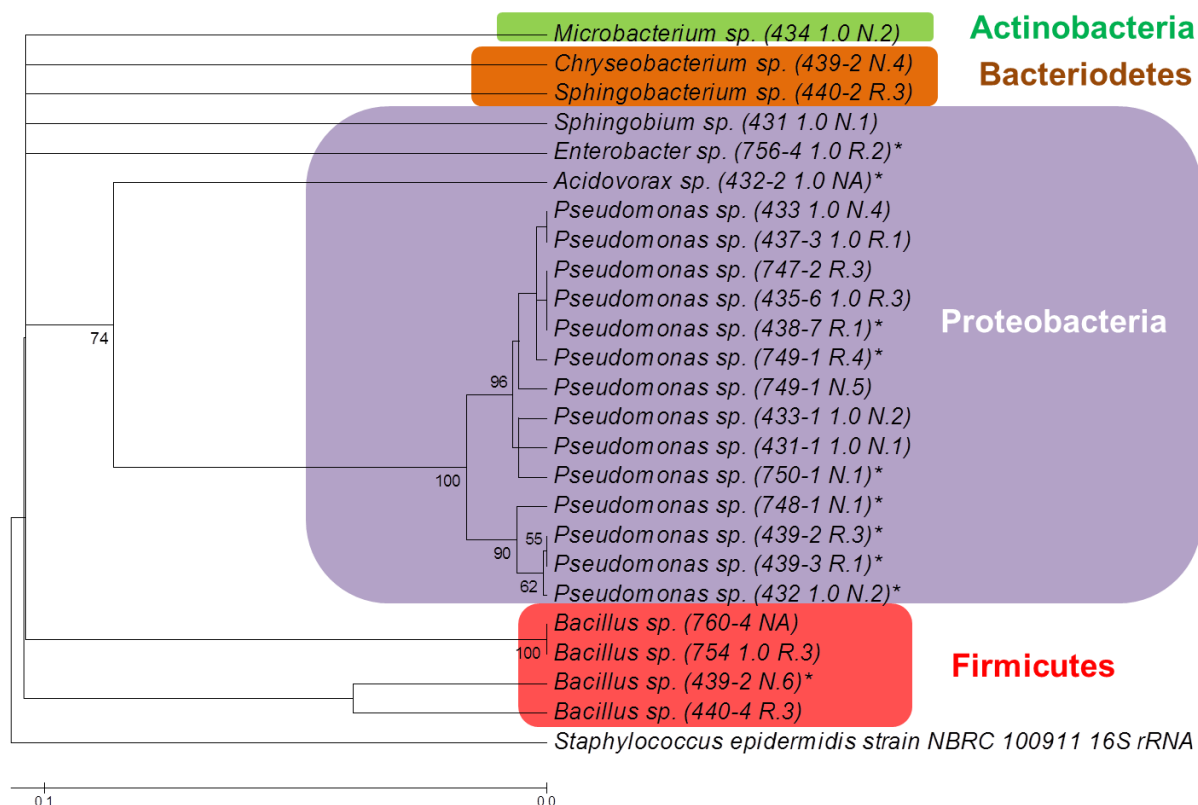 Microbacterium sp. (434 1.0 N.2)
Actinobacteria
Chryseobacterium sp. (439-2 N.4)
Bacteriodetes
Sphingobacterium sp. (440-2 R.3)
Sphingobium sp. (431 1.0 N.1)
Enterobacter sp. (756-4 1.0 R.2)*
Acidovorax sp. (432-2 1.0 NA)*
Pseudomonas sp. (433 1.0 N.4)
Pseudomonas sp. (437-3 1.0 R.1)
Pseudomonas sp. (747-2 R.3)
Pseudomonas sp. (435-6 1.0 R.3)
Proteobacteria
Pseudomonas sp. (438-7 R.1)*
74
Pseudomonas sp. (749-1 R.4)*
96
Pseudomonas sp. (749-1 N.5)
Pseudomonas sp. (433-1 1.0 N.2)
Pseudomonas sp. (431-1 1.0 N.1)
100
Pseudomonas sp. (750-1 N.1)*
Pseudomonas sp. (748-1 N.1)*
55
Pseudomonas sp. (439-2 R.3)*
90
Pseudomonas sp. (439-3 R.1)*
62
Pseudomonas sp. (432 1.0 N.2)*
Bacillus sp. (760-4 NA)
100
Bacillus sp. (754 1.0 R.3)
Firmicutes
Bacillus sp. (439-2 N.6)*
Bacillus sp. (440-4 R.3)
Staphylococcus epidermidis strain NBRC 100911 16S rRNA
0.1 0.0